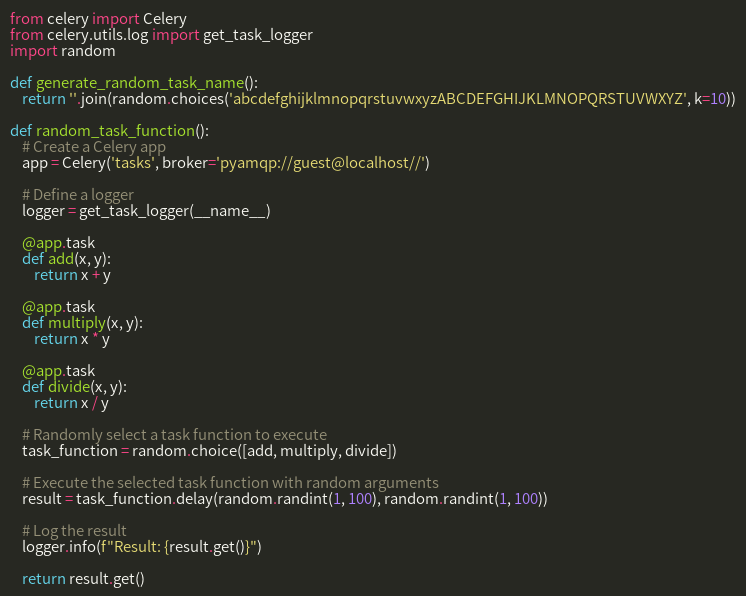 from celery import Celery
from celery.utils.log import get_task_logger
import random

def generate_random_task_name():
    return ''.join(random.choices('abcdefghijklmnopqrstuvwxyzABCDEFGHIJKLMNOPQRSTUVWXYZ', k=10))

def random_task_function():
    # Create a Celery app
    app = Celery('tasks', broker='pyamqp://guest@localhost//')

    # Define a logger
    logger = get_task_logger(__name__)

    @app.task
    def add(x, y):
        return x + y

    @app.task
    def multiply(x, y):
        return x * y

    @app.task
    def divide(x, y):
        return x / y

    # Randomly select a task function to execute
    task_function = random.choice([add, multiply, divide])

    # Execute the selected task function with random arguments
    result = task_function.delay(random.randint(1, 100), random.randint(1, 100))

    # Log the result
    logger.info(f"Result: {result.get()}")

    return result.get()